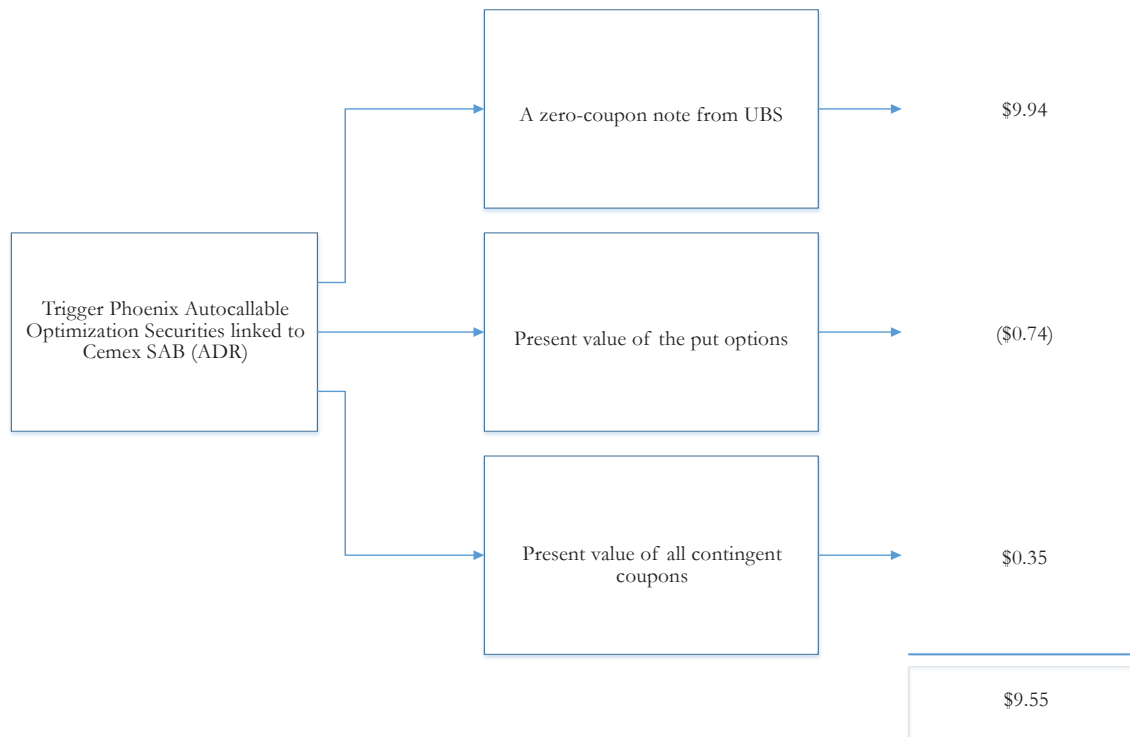 A zero-coupon note from UBS
$9.94
Trigger Phoenix Autocallable
Optimization Securities linked to
Cemex SAB (ADR)
Present value of the put options
($0.74)
Present value of all contingent
coupons
$0.35
$9.55